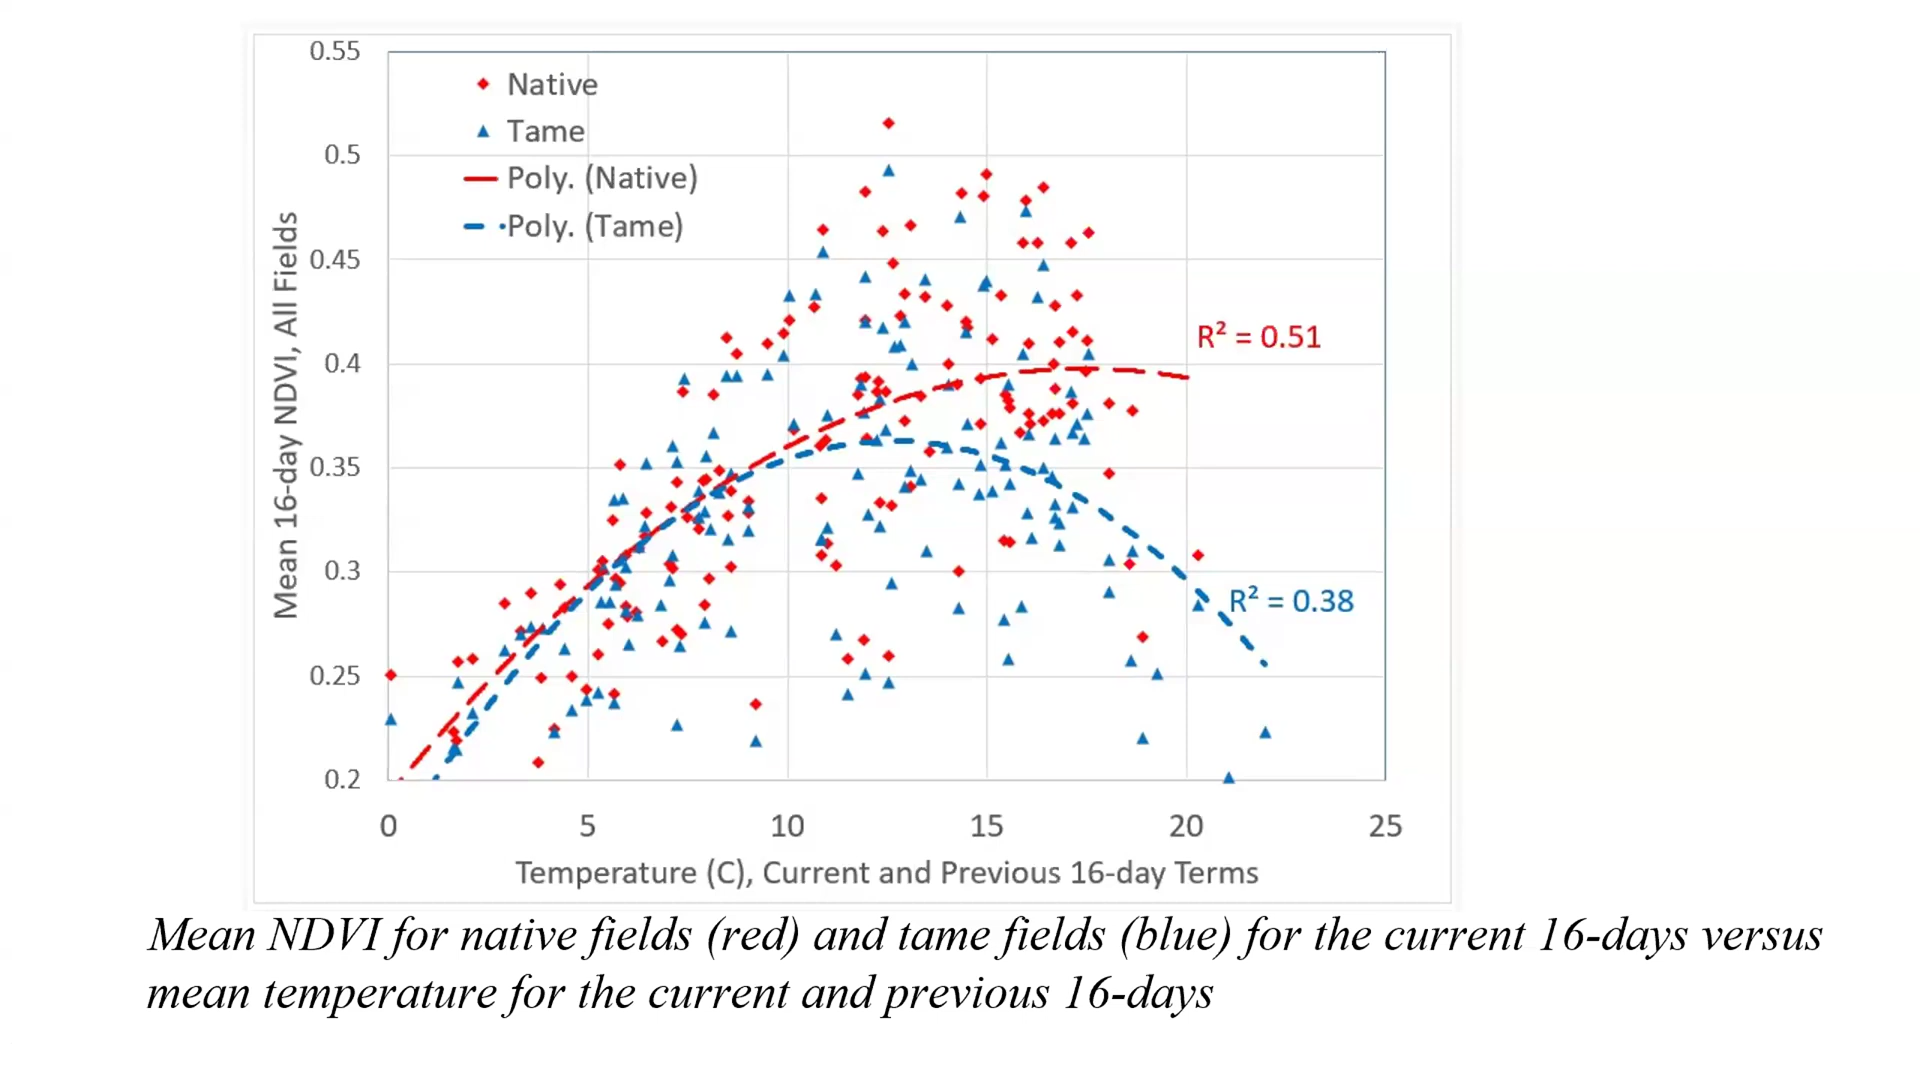 0.55
0.5
0.45
0.4
0.35
0.3
0.25
0.2
Mean 16-day NDVI, All Fields
Native
Tame
Poly. (Native)
Poly. (Tame)
R² = 0.51
R² = 0.38
0 5 10 15 20 25
Temperature (C), Current and Previous 16-day Terms
Mean NDVI for native fields (red) and tame fields (blue) for the current 16-days versus
mean temperature for the current and previous 16-days